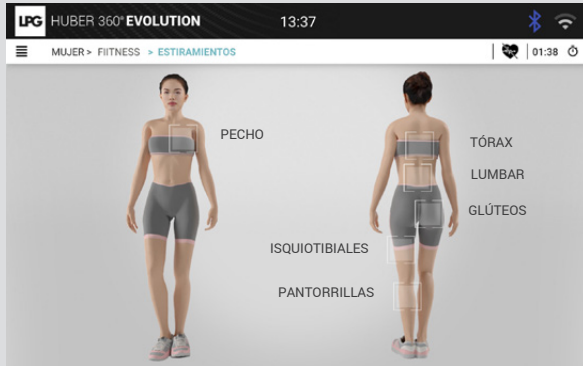 LPG HUBER 360° EVOLUTION 13:37
MUJER > FIITNESS > ESTIRAMIENTOS 01:38
PECHO
TÓRAX
LUMBAR
GLÚTEOS
ISQUIOTIBIALES
PANTORRILLAS